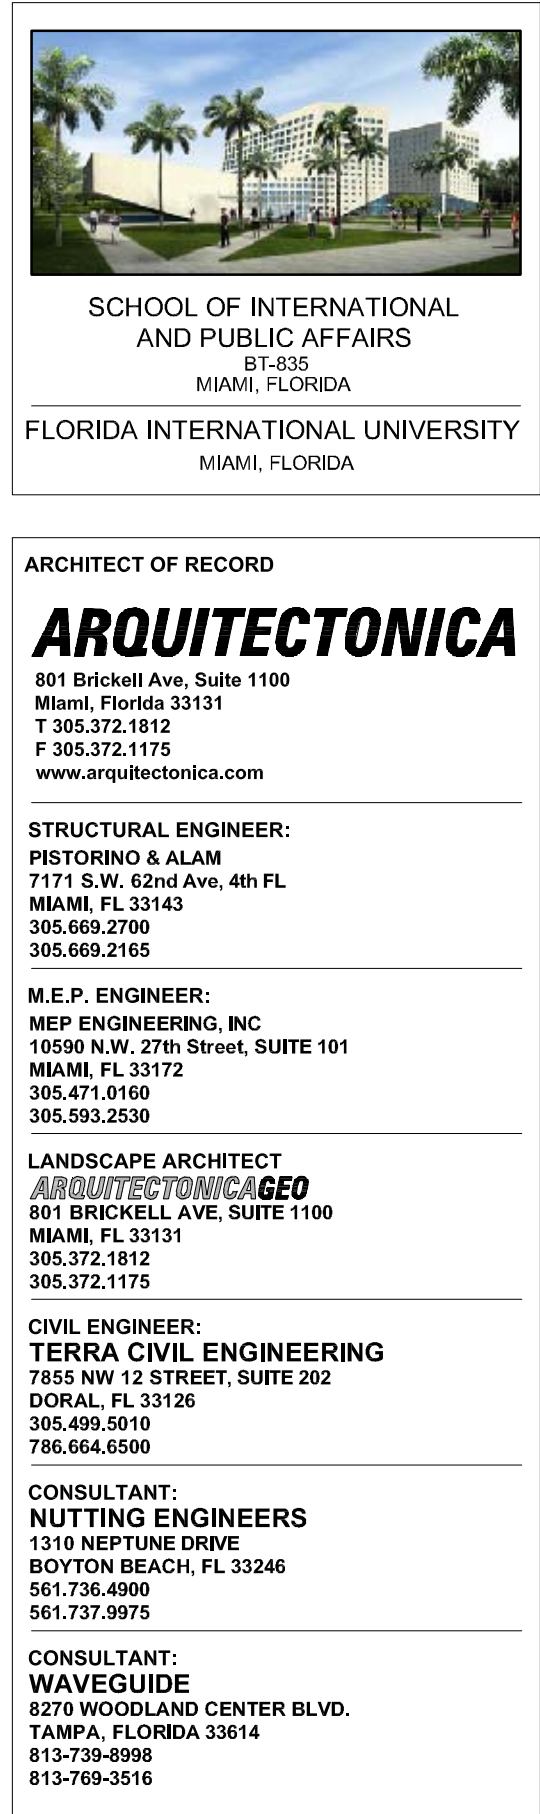 SCHOOL OF INTERNATIONAL
AND PUBLIC AFFAIRS
BT-835
MIAMI, FLORIDA
FLORIDA INTERNATIONAL UNIVERSITY
MIAMI, FLORIDA
ARCHITECT OF RECORD
ARQUITECTONICA
801 Brickell Ave, Suite 1100
Miami, Florida 33131
T 305.372.1812
F 305.372.1175
www.arquitectonica.com
STRUCTURAL ENGINEER:
PISTORINO & ALAM
7171 S.W. 62nd Ave, 4th FL
MIAMI, FL 33143
305.669.2700
305.669.2165
M.E.P. ENGINEER:
MEP ENGINEERING, INC
10590 N.W. 27th Street, SUITE 101
MIAMI, FL 33172
305.471.0160
305.593.2530
LANDSCAPE ARCHITECT
ARQUITECTONICAGEO
801 BRICKELL AVE, SUITE 1100
MIAMI, FL 33131
305.372.1812
305.372.1175
CIVIL ENGINEER:
TERRA CIVIL ENGINEERING
7855 NW 12 STREET, SUITE 202
DORAL, FL 33126
305.499.5010
786.664.6500
CONSULTANT:
NUTTING ENGINEERS
1310 NEPTUNE DRIVE
BOYTON BEACH, FL 33246
561.736.4900
561.737.9975
CONSULTANT:
WAVEGUIDE
8270 WOODLAND CENTER BLVD.
TAMPA, FLORIDA 33614
813-739-8998
813-769-3516